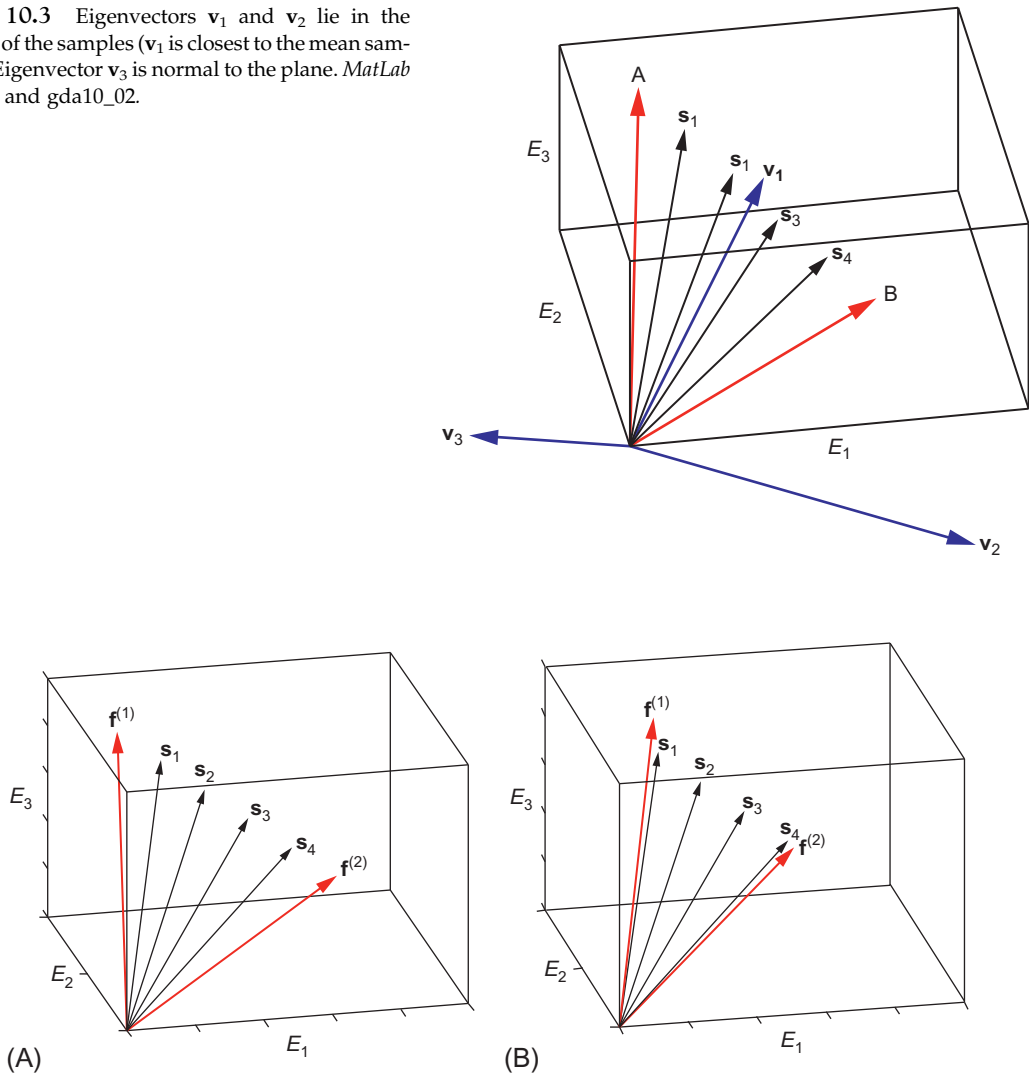 10.3 Eigenvectors v₁ and v₂ lie in the
of the samples (v₁ is closest to the mean sam-
Eigenvector v₃ is normal to the plane. MatLab
and gda10_02.
A
s₁
s₁
v₁
E₃
s₃
s₄
B
E₂
v₃
E₁
v₂
f⁽¹⁾
s₁
s₂
E₃
s₃
s₄
f⁽²⁾
E₂
E₁
(A)
f⁽¹⁾
s₁
s₂
E₃
s₃
s₄
f⁽²⁾
E₂
E₁
(B)